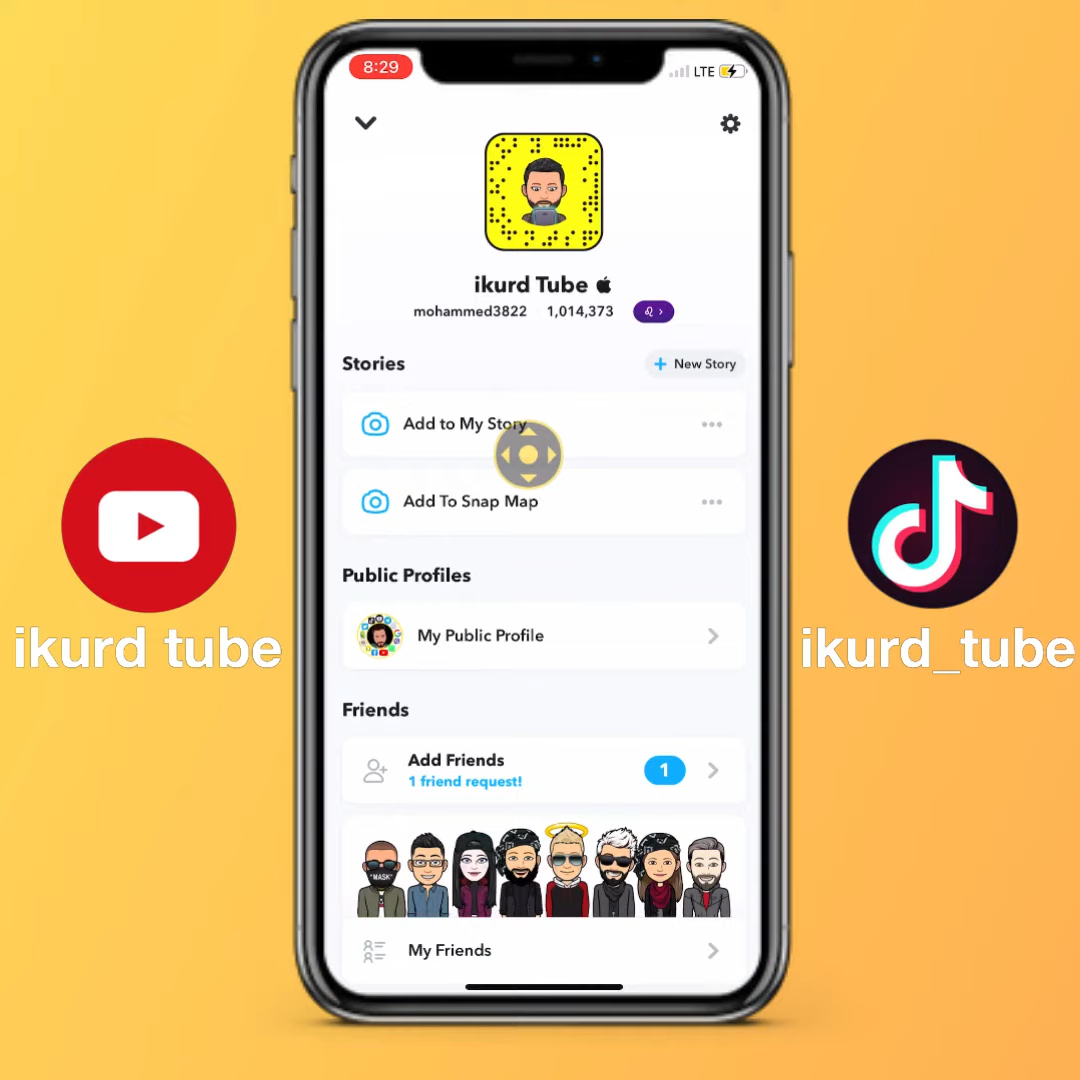 8:29
LTE
ikurd Tube
mohammed3822 1,014,373
Stories
+ New Story
Add to My Story
Add To Snap Map
Public Profiles
My Public Profile
Friends
Add Friends
1 friend request!
1
"MASK"
My Friends
ikurd tube
ikurd_tube